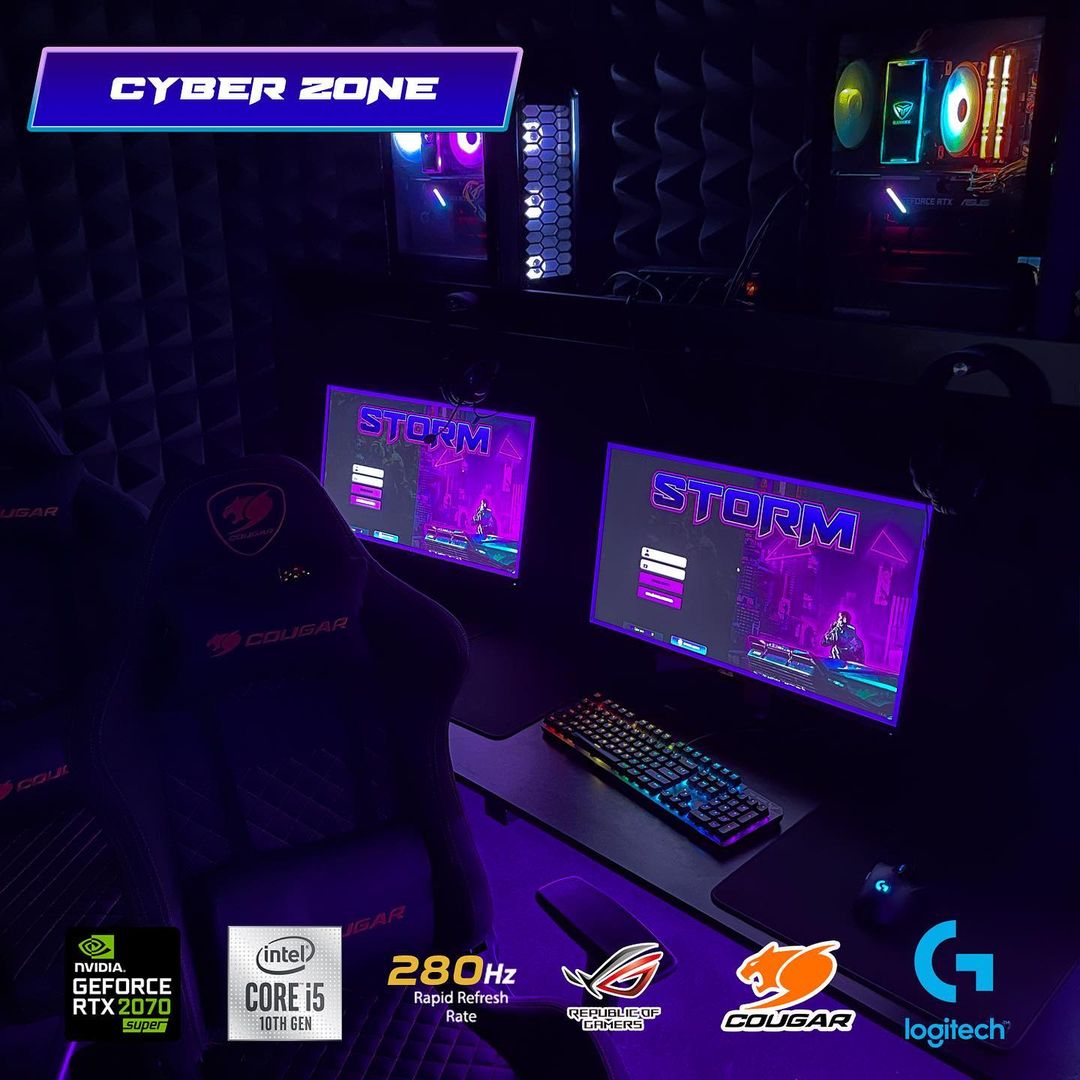 CYBER ZONE
GEFORCE RTX ASUS
STORM
STORM
COUGAR
COUGAR
COUGAR
NVIDIA.
GEFORCE
RTX 2070
super
intel
CORE i5
10TH GEN
280Hz
Rapid Refresh
Rate
REPUBLIC OF
GAMERS
COUGAR
logitech